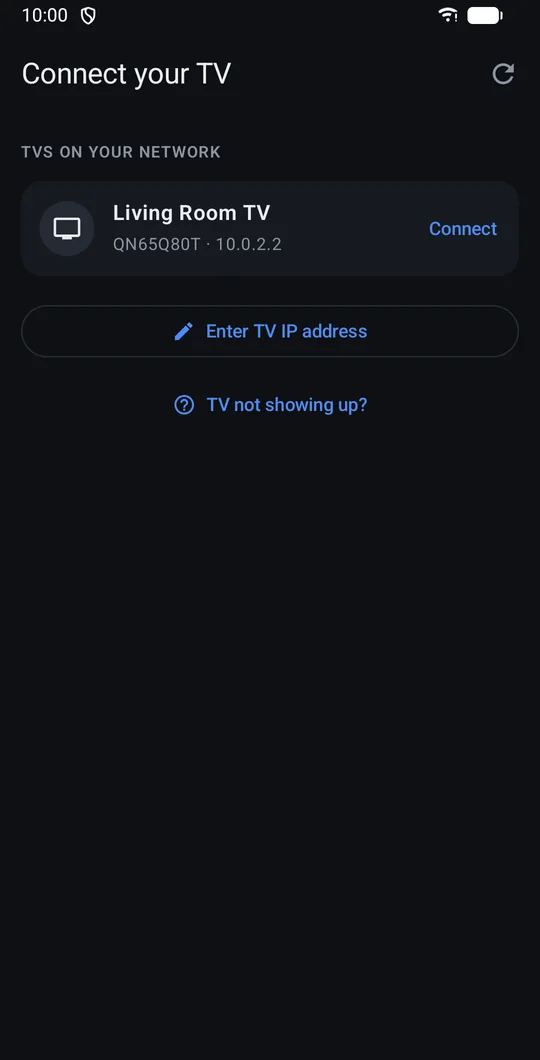 10:00
Connect your TV
TVS ON YOUR NETWORK
Living Room TV
QN65Q80T · 10.0.2.2
Connect
Enter TV IP address
TV not showing up?